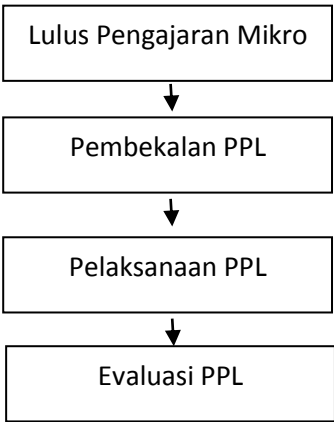 Lulus Pengajaran Mikro
Pembekalan PPL
Pelaksanaan PPL
Evaluasi PPL